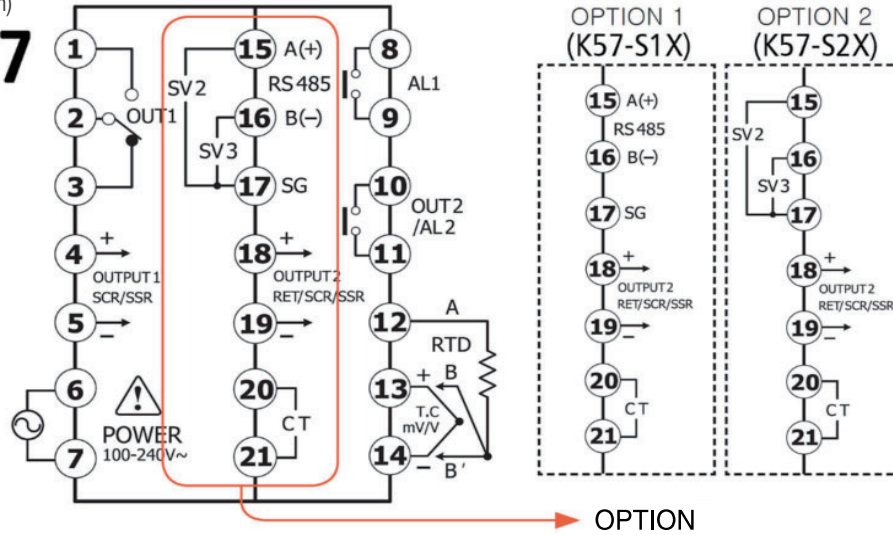 n)
7
1
2
3
OUT1
4 +
OUTPUT1
SCR/SSR
5 −
6
7
POWER
100-240V~
!
15 A(+)
SV2
RS485
16 B(−)
SV3
17 SG
18 +
OUTPUT2
RET/SCR/SSR
19 −
20
CT
21
8
AL1
9
10
OUT2
/AL2
11
12 A
RTD
13 + B
T.C
mV/V
14 − B'
OPTION
OPTION 1
(K57-S1X)
15 A(+)
RS485
16 B(−)
17 SG
18 +
OUTPUT2
RET/SCR/SSR
19 −
20
CT
21
OPTION 2
(K57-S2X)
15
SV2
16
SV3
17
18 +
OUTPUT2
RET/SCR/SSR
19 −
20
CT
21